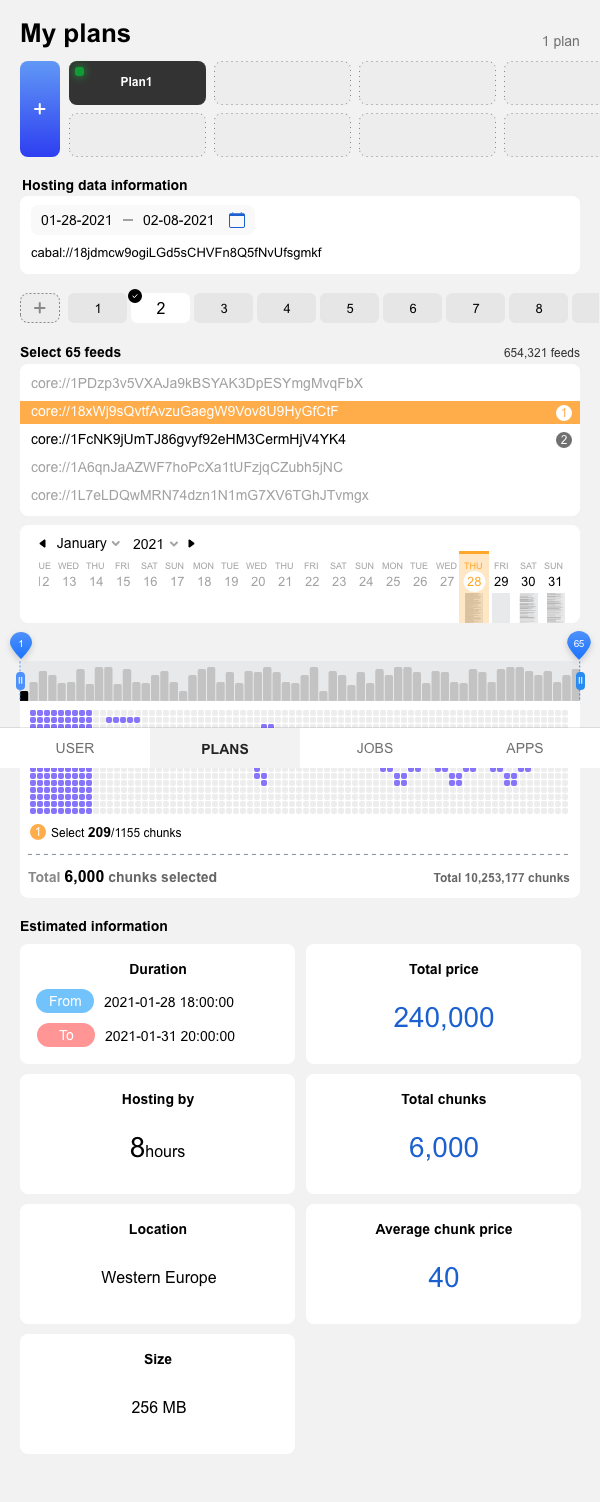 My plans
1 plan
+
Plan1
Hosting data information
01-28-2021 — 02-08-2021
cabal://18jdmcw9ogiLGd5sCHVFn8Q5fNvUfsgmkf
+ 1 2 3 4 5 6 7 8
Select 65 feeds
654,321 feeds
core://1PDzp3v5VXAJa9kBSYAK3DpESYmgMvqFbX
core://18xWj9sQvtfAvzuGaegW9Vov8U9HyGfCtF 1
core://1FcNK9jUmTJ86gvyf92eHM3CermHjV4YK4 2
core://1A6qnJaAZWF7hoPcXa1tUFzjqCZubh5jNC
core://1L7eLDQwMRN74dzn1N1mG7XV6TGhJTvmgx
January 2021
UE WED THU FRI SAT SUN MON TUE WED THU FRI SAT SUN MON TUE WED THU FRI SAT SUN
12 13 14 15 16 17 18 19 20 21 22 23 24 25 26 27 28 29 30 31
1 65
USER PLANS JOBS APPS
1 Select 209/1155 chunks
Total 6,000 chunks selected
Total 10,253,177 chunks
Estimated information
Duration
From 2021-01-28 18:00:00
To 2021-01-31 20:00:00
Total price
240,000
Hosting by
8hours
Total chunks
6,000
Location
Western Europe
Average chunk price
40
Size
256 MB